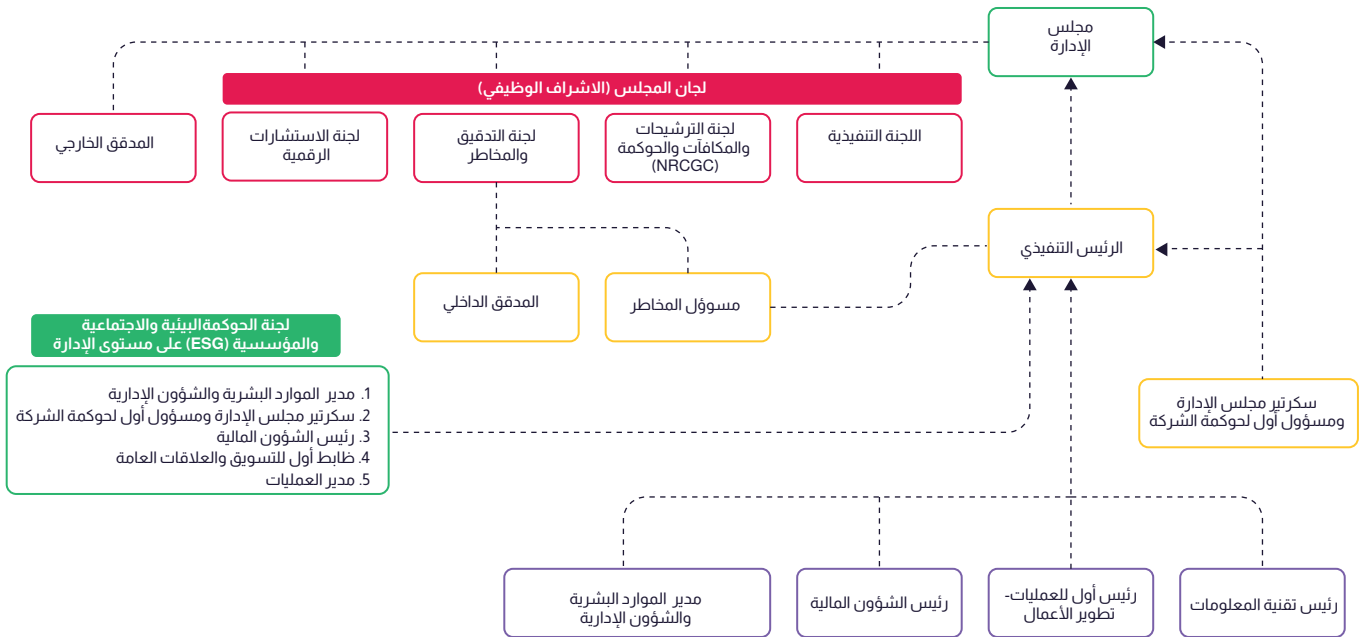 مجلس
الإدارة
لجان المجلس (الاشراف الوظيفي)
اللجنة التنفيذية
لجنة الترشيحات
والمكافآت والحوكمة
(NRCGC)
لجنة التدقيق
والمخاطر
لجنة الاستشارات
الرقمية
المدقق الخارجي
الرئيس التنفيذي
مسوؤل المخاطر
المدقق الداخلي
لجنة الحوكمةالبيئية والاجتماعية
والمؤسسية (ESG) على مستوى الإدارة
1. مدير الموارد البشرية والشؤون الإدارية
2. سكرتير مجلس الإدارة ومسؤول أول لحوكمة الشركة
3. رئيس الشؤون المالية
4. ظابط أول للتسويق والعلاقات العامة
5. مدير العمليات
سكرتير مجلس الإدارة
ومسؤول أول لحوكمة الشركة
رئيس تقنية المعلومات
رئيس أول للعمليات-
تطوير الأعمال
رئيس الشؤون المالية
مدير الموارد البشرية
والشؤون الإدارية